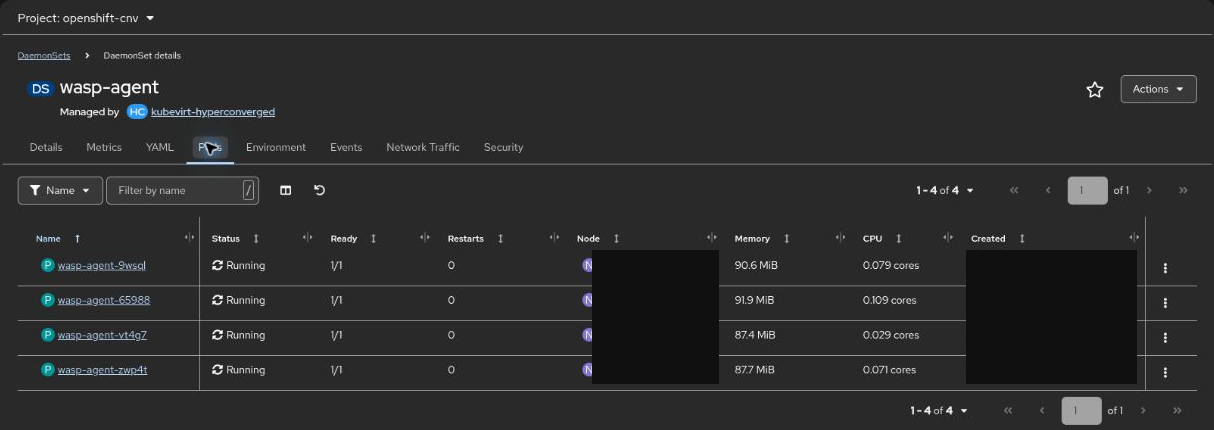 Project: openshift-cnv
DaemonSets > DaemonSet details
DS wasp-agent
Managed by HC kubevirt-hyperconverged
Actions
Details Metrics YAML Environment Events Network Traffic Security
Name Filter by name / 1 - 4 of 4 1 of 1
Name Status Ready Restarts Node Memory CPU Created
P wasp-agent-9wsql Running 1/1 0 N 90.6 MiB 0.079 cores
P wasp-agent-65988 Running 1/1 0 N 91.9 MiB 0.109 cores
P wasp-agent-vt4g7 Running 1/1 0 N 87.4 MiB 0.029 cores
P wasp-agent-zwp4t Running 1/1 0 N 87.7 MiB 0.071 cores
1 - 4 of 4 1 of 1